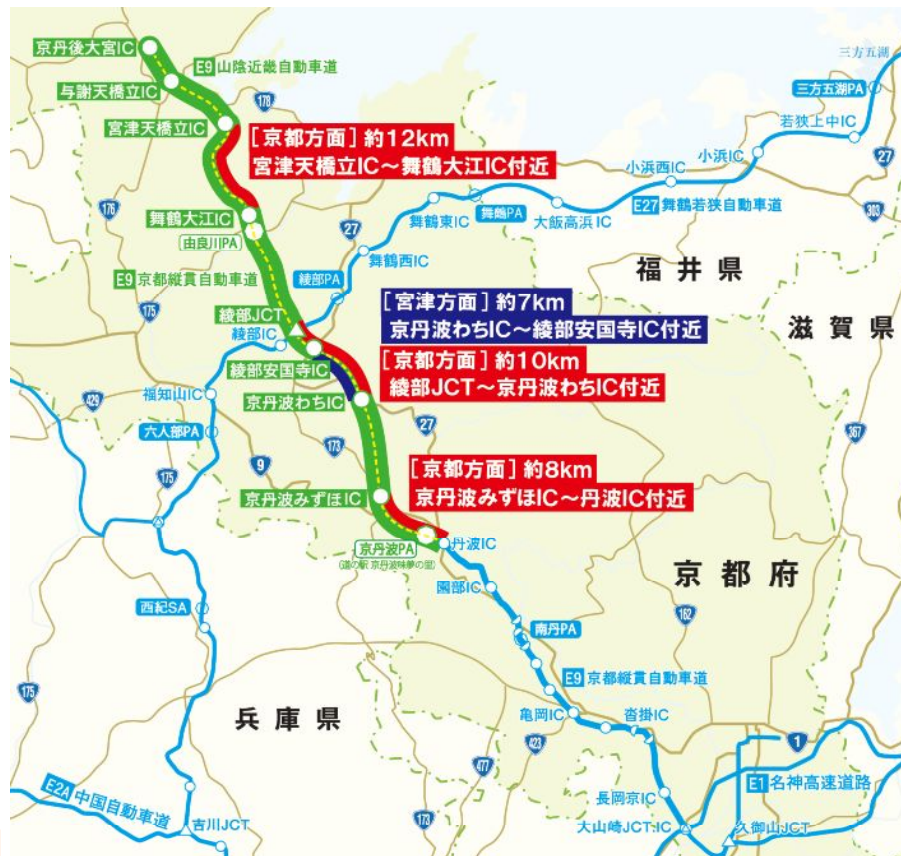 京丹後大宮IC
E9 山陰近畿自動車道
与謝天橋立IC
178
宮津天橋立IC
[京都方面]約12km
宮津天橋立IC〜舞鶴大江IC付近
三方五湖
三方五湖PA
若狭上中IC
小浜IC
小浜西IC
27
303
E27 舞鶴若狭自動車道
大飯高浜IC
舞鶴PA
舞鶴東IC
176
舞鶴大江IC
由良川PA
27
舞鶴西IC
福井県
E9 京都縦貫自動車道
綾部PA
175
綾部JCT
綾部IC
[宮津方面]約7km
京丹波わちIC〜綾部安国寺IC付近
滋賀県
綾部安国寺IC
[京都方面]約10km
綾部JCT〜京丹波わちIC付近
福知山IC
京丹波わちIC
429
六人部PA
27
367
173
9
175
[京都方面]約8km
京丹波みずほIC〜丹波IC付近
京丹波みずほIC
京丹波PA
(道の駅 京丹波味夢の里)
丹波IC
京都府
園部IC
西紀SA
162
南丹PA
175
E9 京都縦貫自動車道
兵庫県
亀岡IC
沓掛IC
423
1
477
E1 名神高速道路
E2A 中国自動車道
長岡京IC
吉川JCT
173
大山崎JCT.IC
久御山JCT